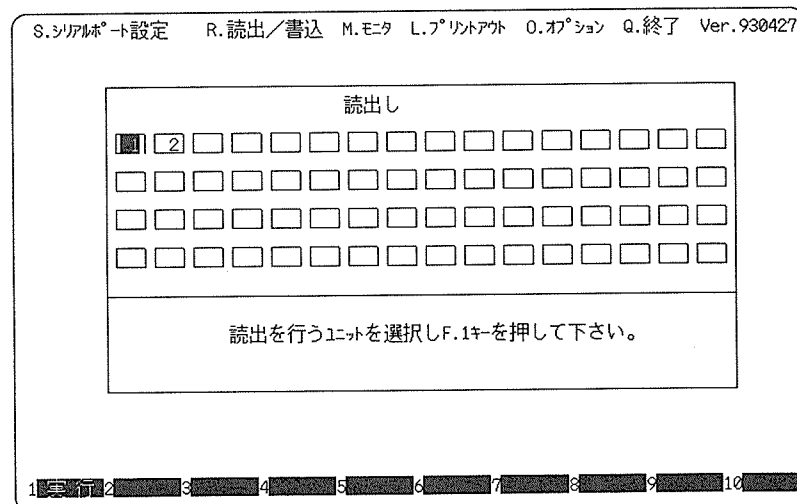 S.ｼﾘｱﾙﾎﾟｰﾄ設定 R.読出／書込 M.ﾓﾆﾀ L.ﾌﾟﾘﾝﾄｱｳﾄ O.ｵﾌﾟｼｮﾝ Q.終了 Ver.930427
読出し
1 2
読出を行うﾕﾆｯﾄを選択しF.1ｷｰを押して下さい。
1 実 行 2 3 4 5 6 7 8 9 10